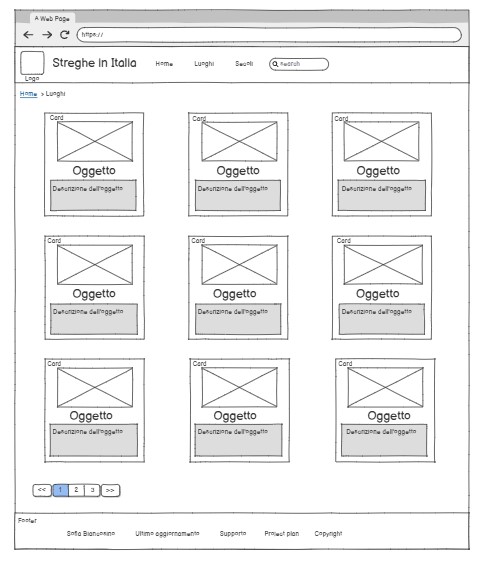 A Web Page
https://
Logo
Streghe in Italia
Home Luoghi Secoli search
Home > Luoghi
Card Card Card
Oggetto Oggetto Oggetto
Descrizione dell'oggetto Descrizione dell'oggetto Descrizione dell'oggetto
Card Card Card
Oggetto Oggetto Oggetto
Descrizione dell'oggetto Descrizione dell'oggetto Descrizione dell'oggetto
Card Card Card
Oggetto Oggetto Oggetto
Descrizione dell'oggetto Descrizione dell'oggetto Descrizione dell'oggetto
<< 1 2 3 >>
Footer
Sofia Bianconino Ultimo aggiornamento Supporto Project plan Copyright